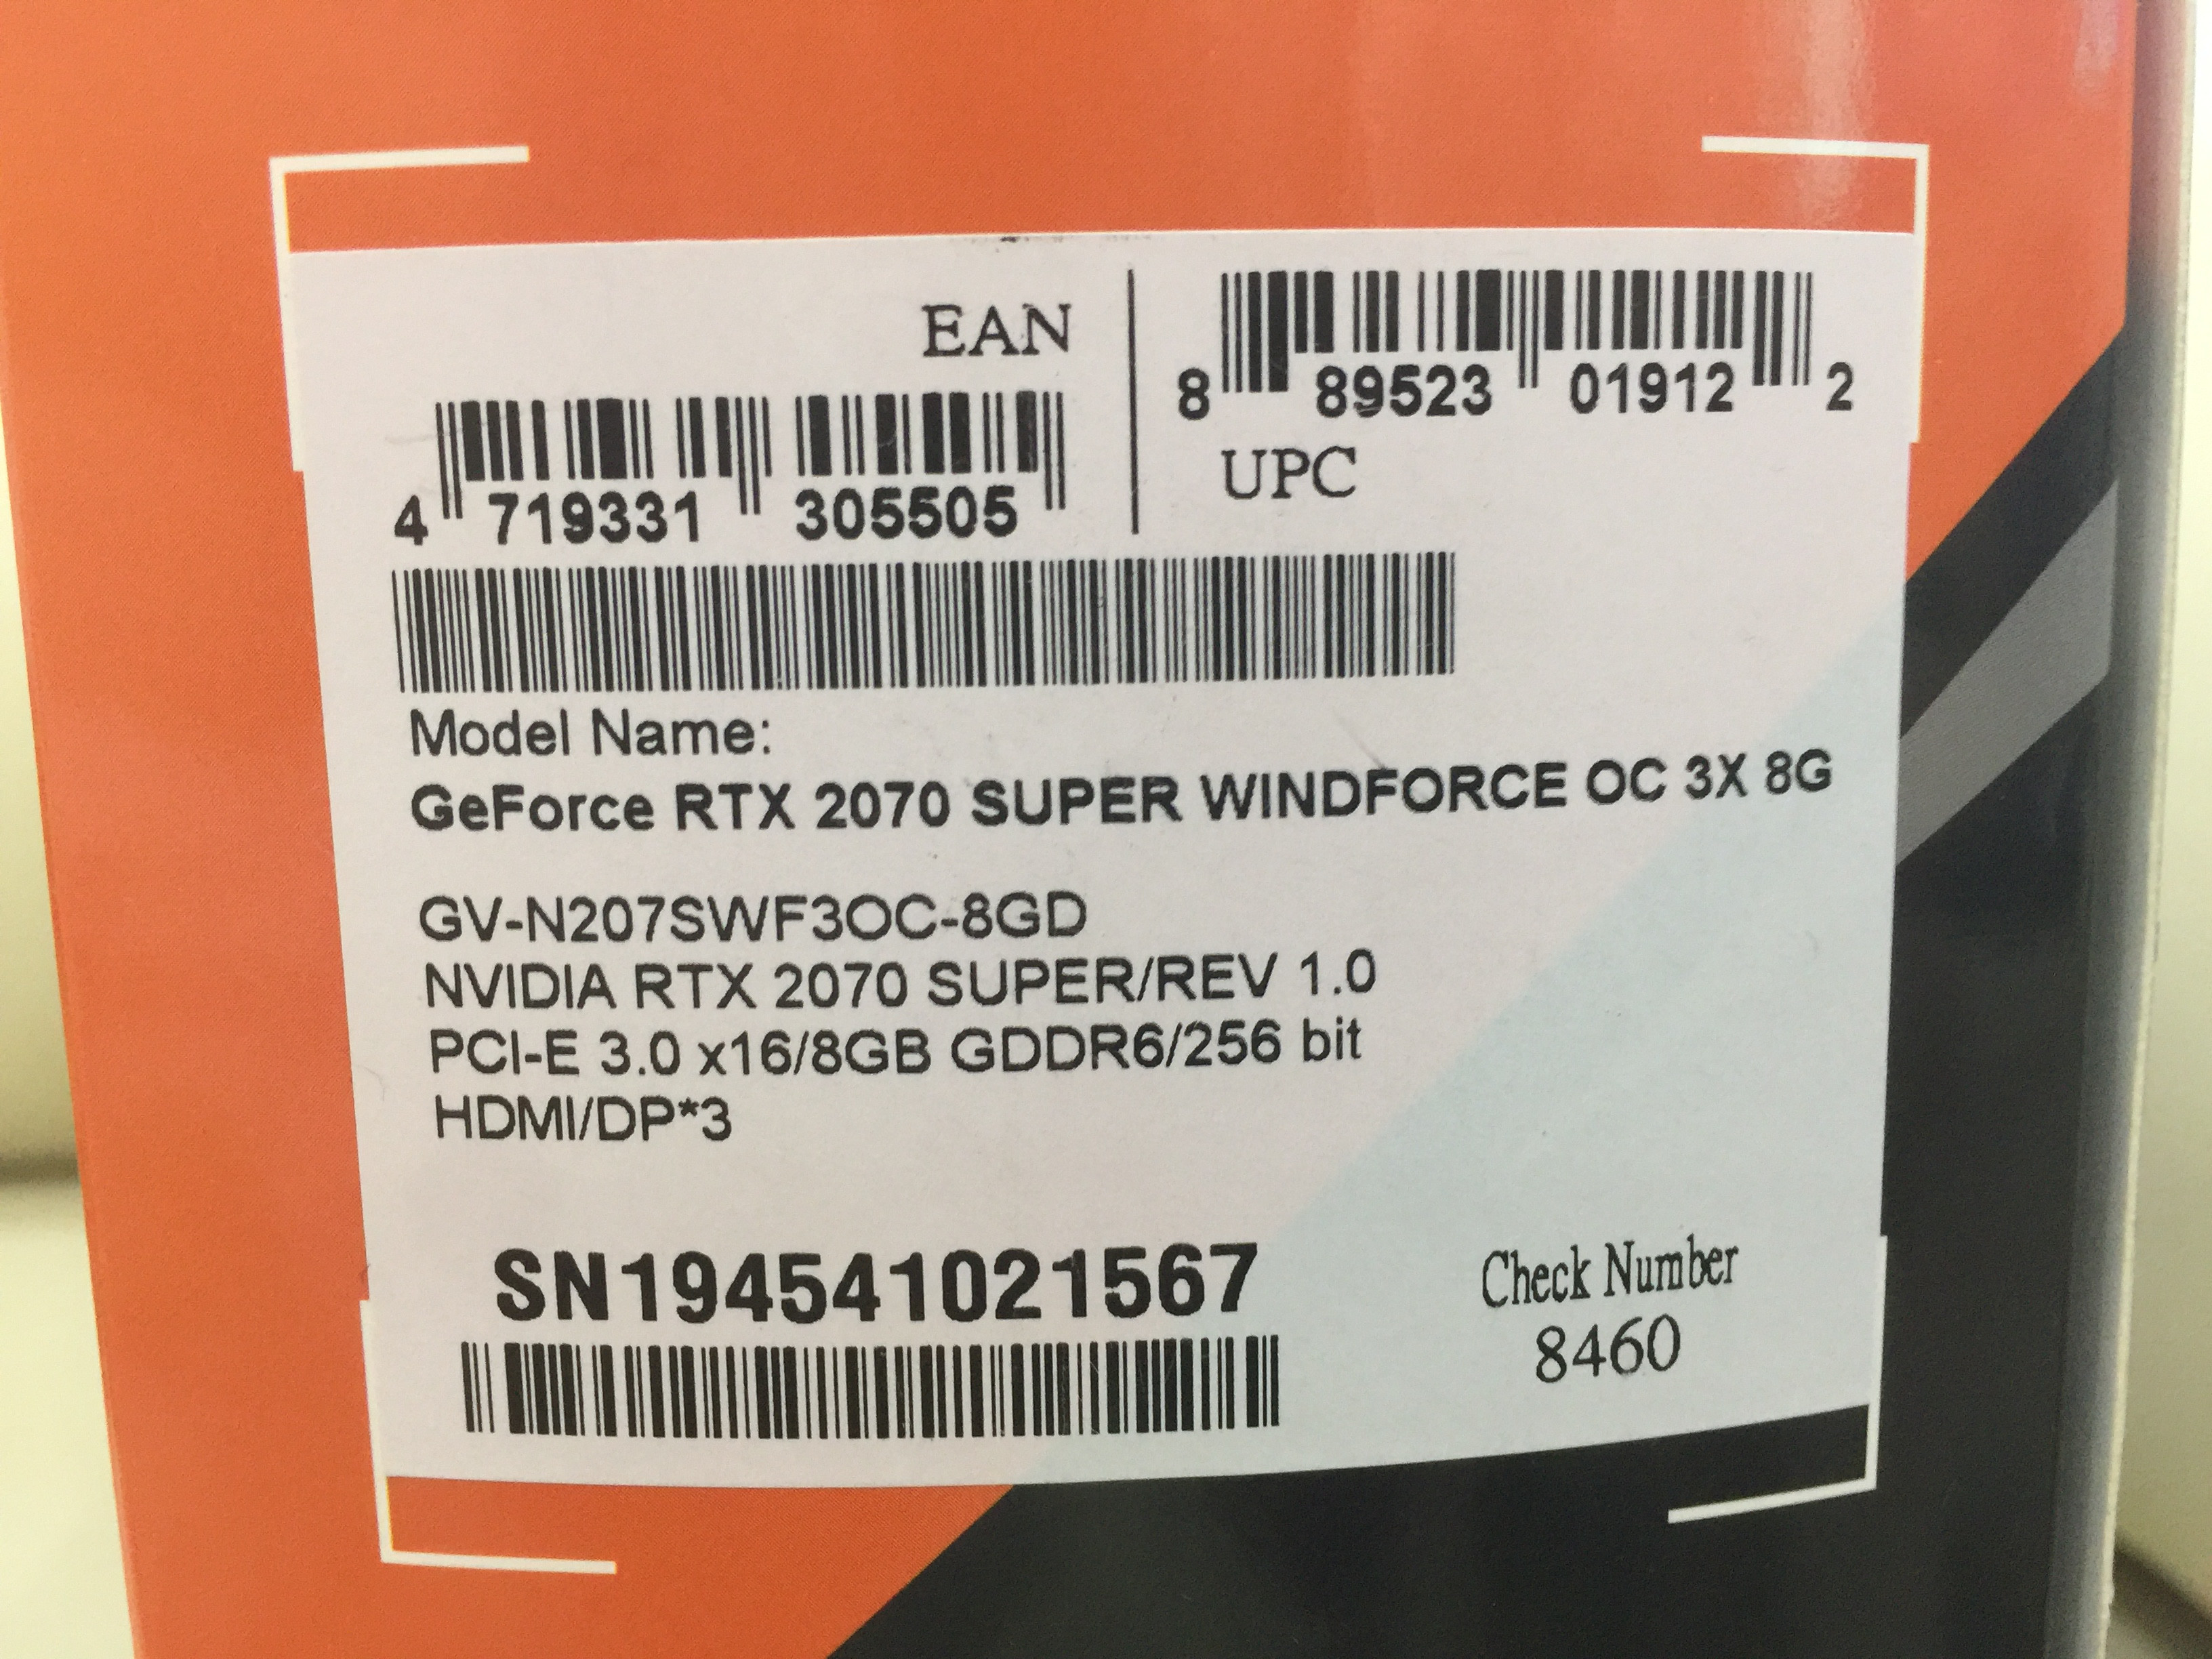 EAN
4 719331 305505
8 89523 01912 2
UPC
Model Name:
GeForce RTX 2070 SUPER WINDFORCE OC 3X 8G
GV-N207SWF3OC-8GD
NVIDIA RTX 2070 SUPER/REV 1.0
PCI-E 3.0 x16/8GB GDDR6/256 bit
HDMI/DP*3
SN194541021567
Check Number
8460